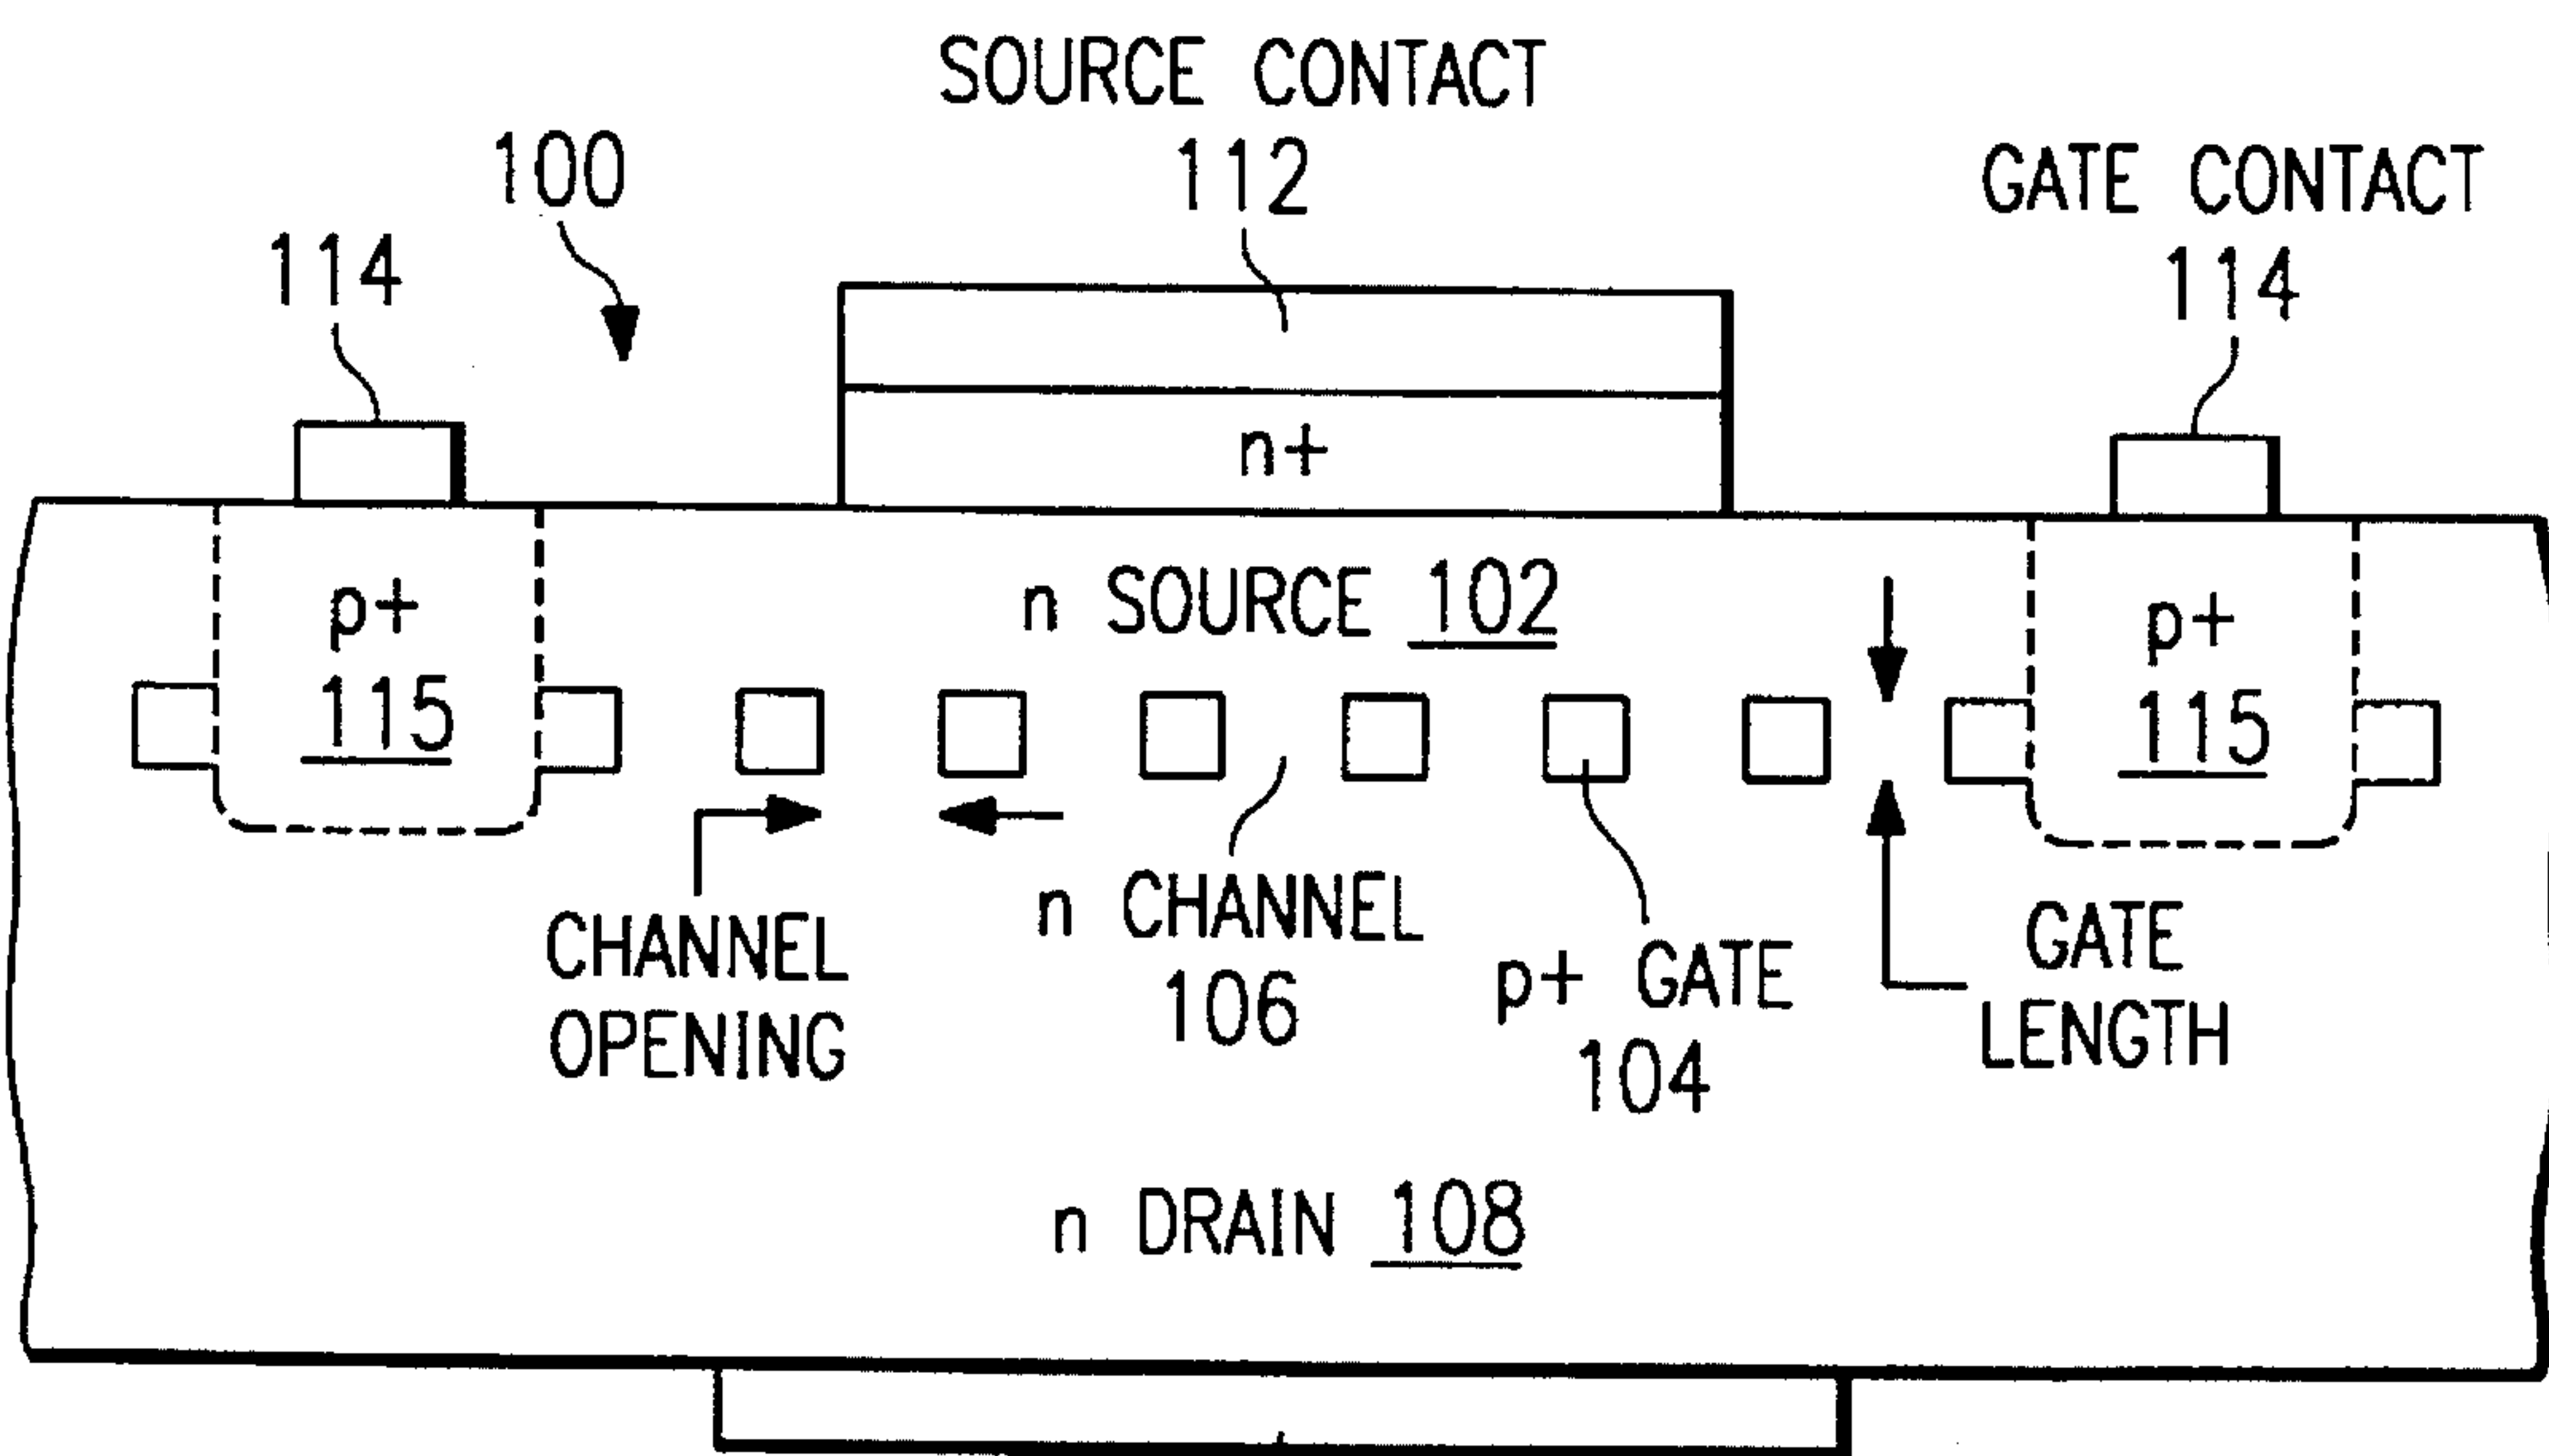 SOURCE CONTACT
112
100
GATE CONTACT
114
114
n+
n SOURCE 102
p+
115
p+
115
CHANNEL
OPENING
n CHANNEL
106
p+ GATE
104
GATE
LENGTH
n DRAIN 108